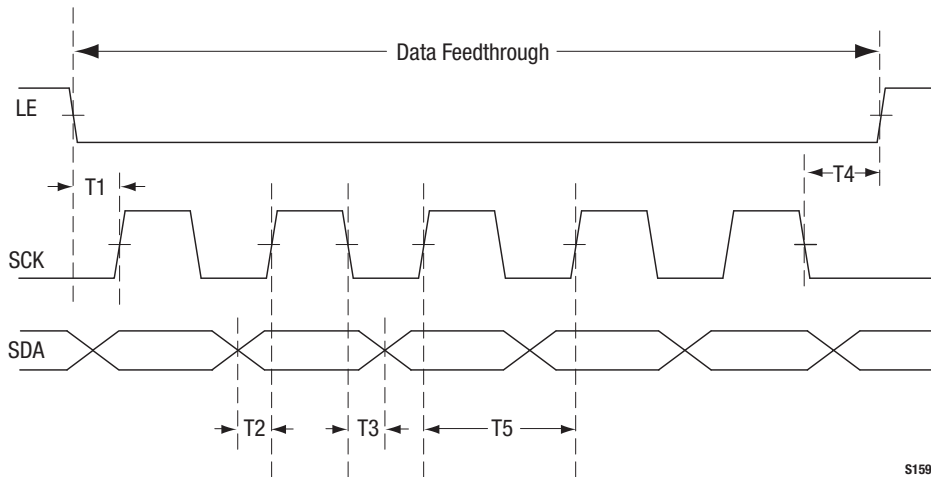 Data Feedthrough
LE
T1
T4
SCK
SDA
T2
T3
T5
S159